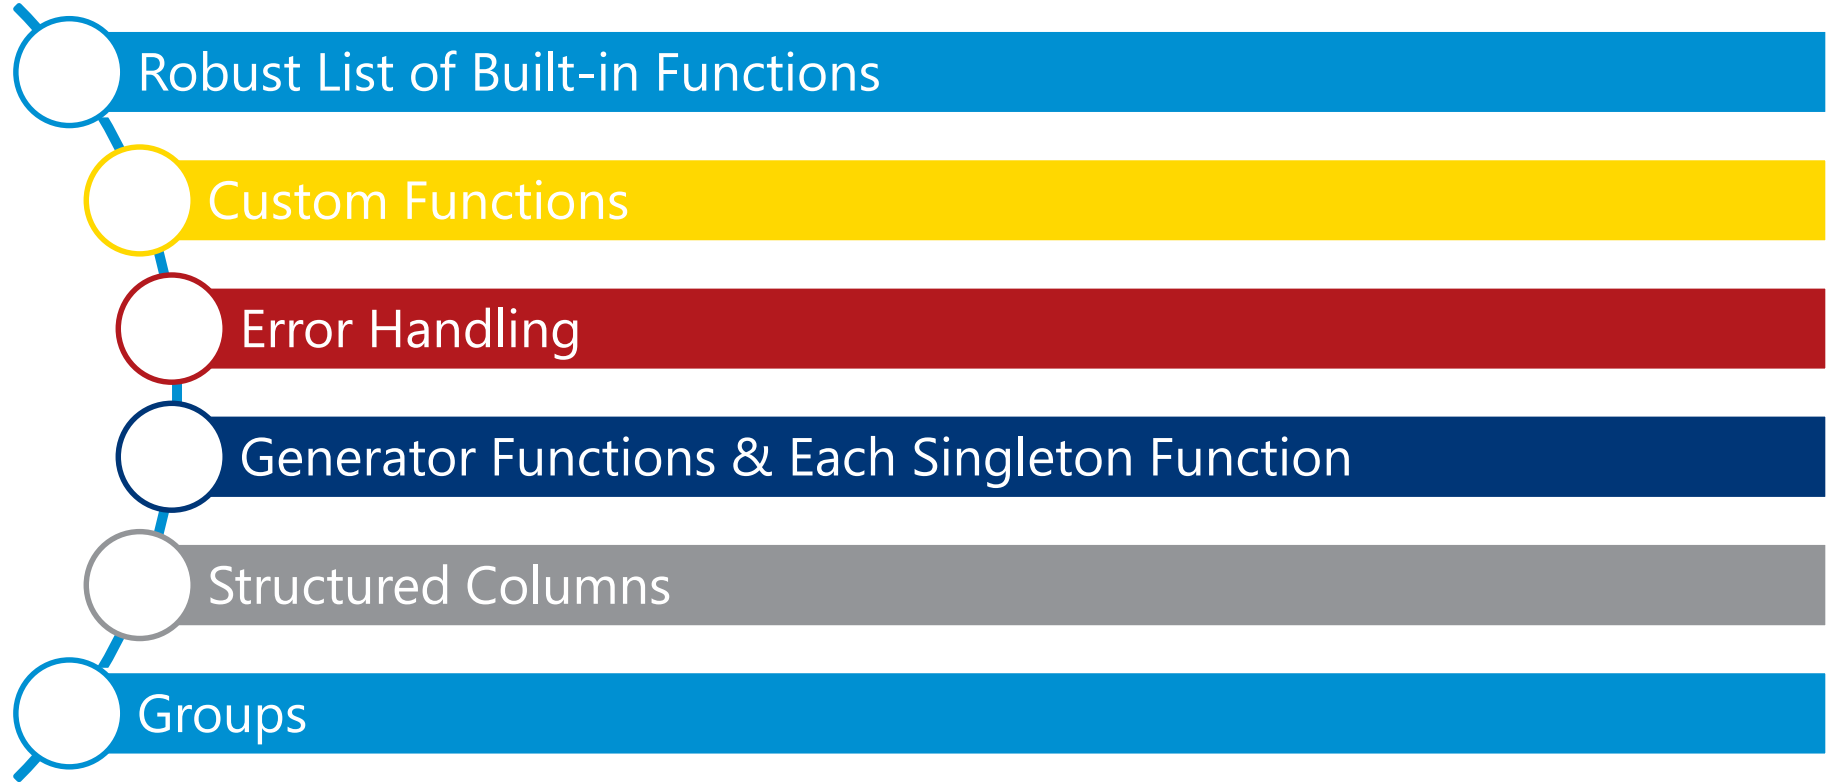 Robust List of Built-in Functions
Custom Functions
Error Handling
Generator Functions & Each Singleton Function
Structured Columns
Groups